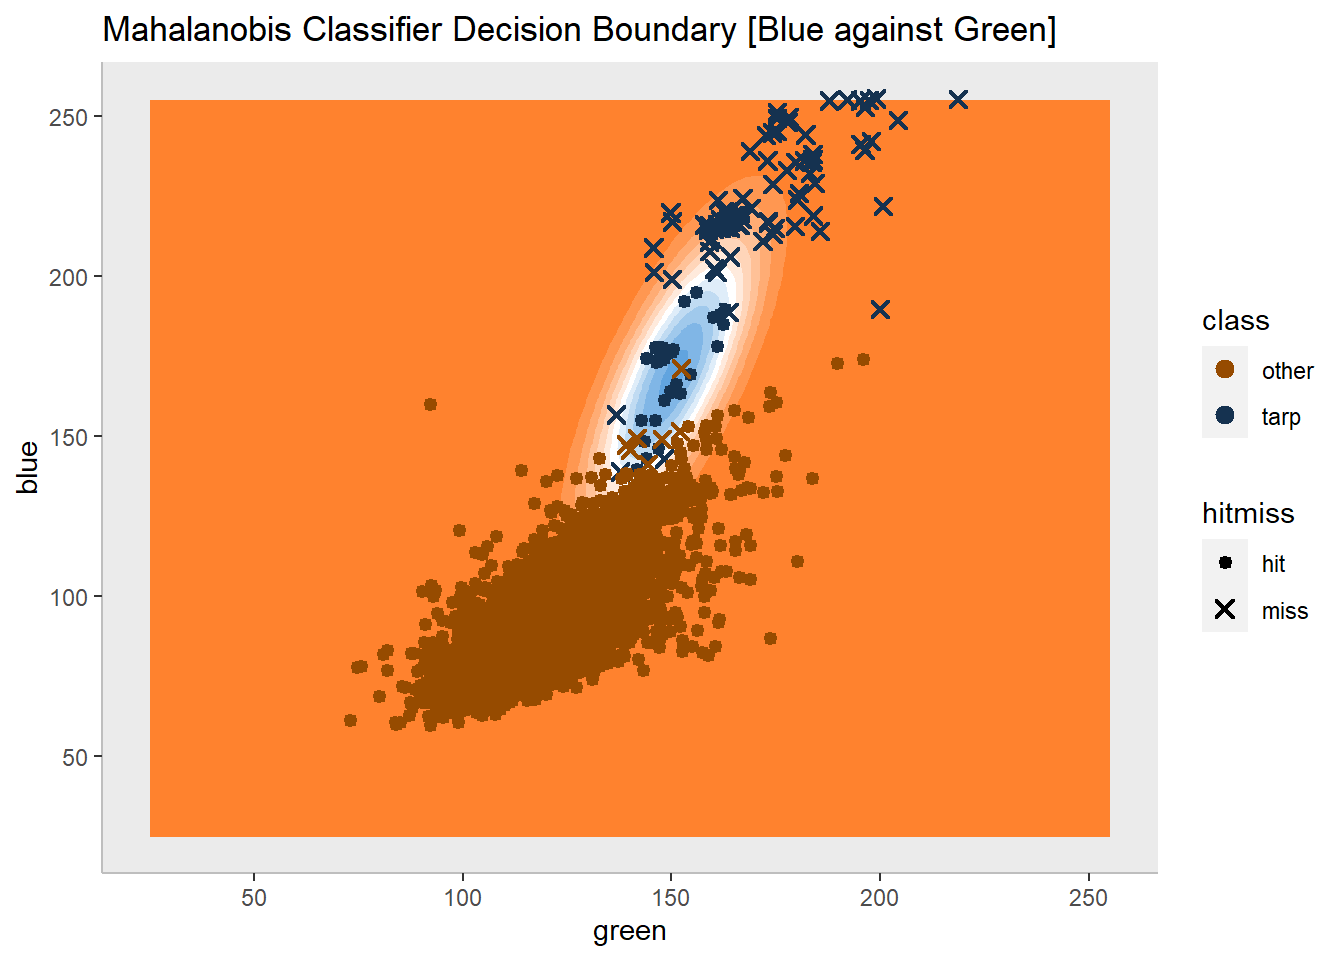 Mahalanobis Classifier Decision Boundary [Blue against Green]
250
200
150
100
50
blue
50
100
150
200
250
green
class
other
tarp
hitmiss
hit
miss